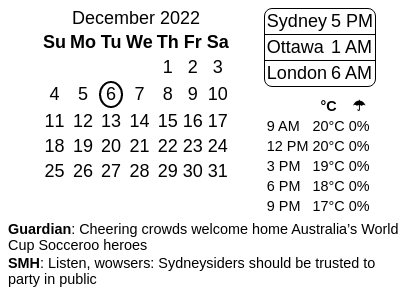 December 2022
Su Mo Tu We Th Fr Sa
1 2 3
4 5 6 7 8 9 10
11 12 13 14 15 16 17
18 19 20 21 22 23 24
25 26 27 28 29 30 31
Sydney 5 PM
Ottawa 1 AM
London 6 AM
°C ☂
9 AM 20°C 0%
12 PM 20°C 0%
3 PM 19°C 0%
6 PM 18°C 0%
9 PM 17°C 0%
Guardian: Cheering crowds welcome home Australia's World
Cup Socceroo heroes
SMH: Listen, wowsers: Sydneysiders should be trusted to
party in public